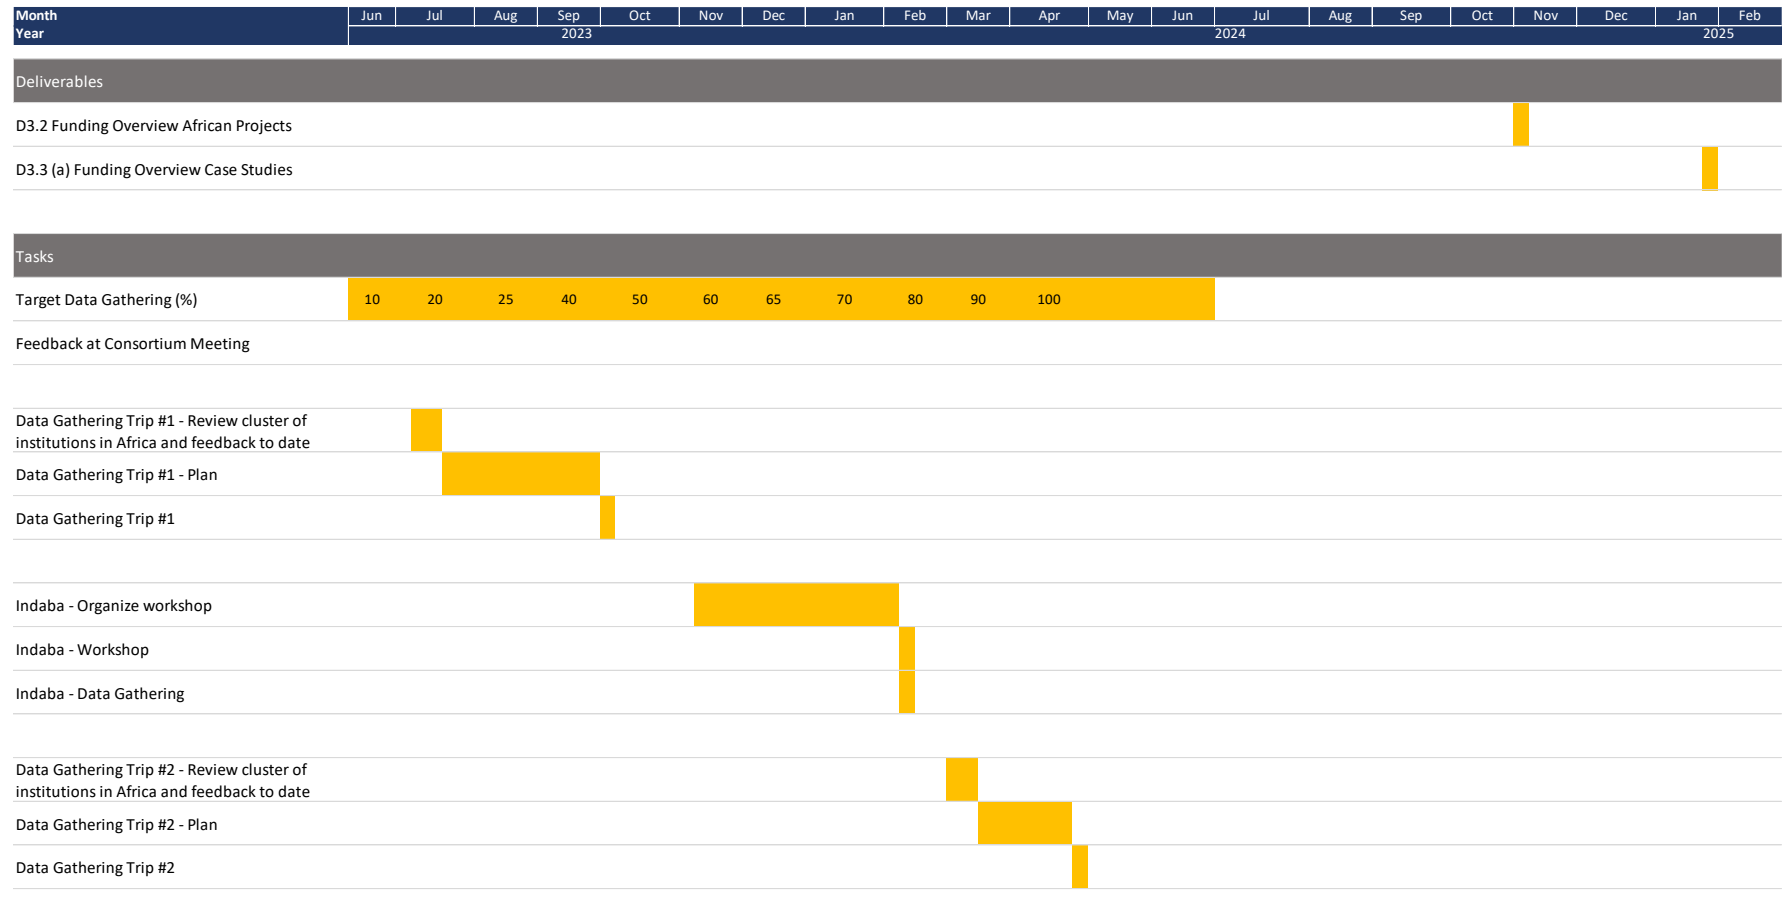 Month Jun Jul Aug Sep Oct Nov Dec Jan Feb Mar Apr May Jun Jul Aug Sep Oct Nov Dec Jan Feb
Year 2023 2024 2025
Deliverables
D3.2 Funding Overview African Projects
D3.3 (a) Funding Overview Case Studies
Tasks
Target Data Gathering (%) 10 20 25 40 50 60 65 70 80 90 100
Feedback at Consortium Meeting
Data Gathering Trip #1 - Review cluster of
institutions in Africa and feedback to date
Data Gathering Trip #1 - Plan
Data Gathering Trip #1
Indaba - Organize workshop
Indaba - Workshop
Indaba - Data Gathering
Data Gathering Trip #2 - Review cluster of
institutions in Africa and feedback to date
Data Gathering Trip #2 - Plan
Data Gathering Trip #2